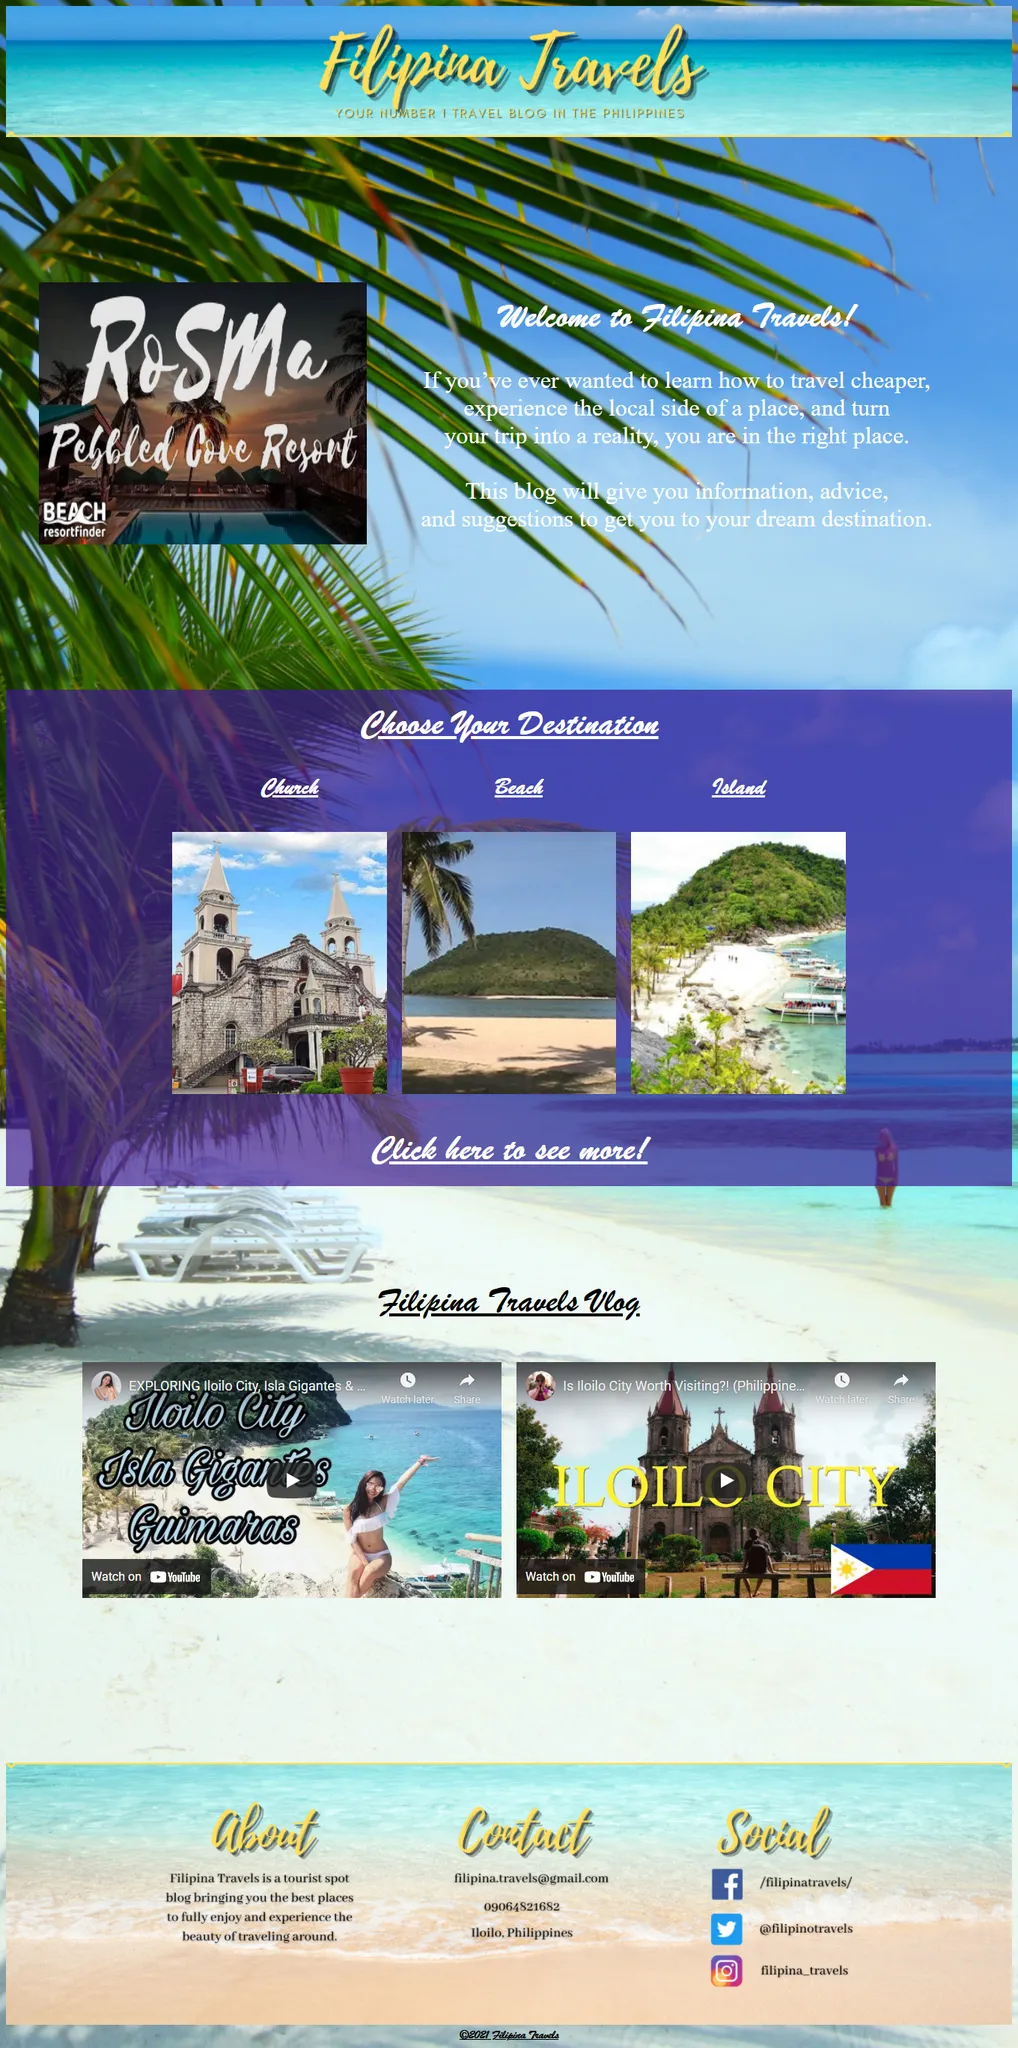 Filipina Travels
YOUR NUMBER 1 TRAVEL BLOG IN THE PHILIPPINES
RoSMa
Pebbled Cove Resort
BEACH
resortfinder
Welcome to Filipina Travels!
If you've ever wanted to learn how to travel cheaper,
experience the local side of a place, and turn
your trip into a reality, you are in the right place.
This blog will give you information, advice,
and suggestions to get you to your dream destination.
Choose Your Destination
Church
Beach
Island
Click here to see more!
Filipina Travels Vlog
EXPLORING Iloilo City, Isla Gigantes & ...
Watch later
Share
Iloilo City
Isla Gigantes
Guimaras
Watch on YouTube
Is Iloilo City Worth Visiting?! (Philippine...
Watch later
Share
ILOILO CITY
Watch on YouTube
About
Filipina Travels is a tourist spot
blog bringing you the best places
to fully enjoy and experience the
beauty of traveling around.
Contact
filipina.travels@gmail.com
09064821682
Iloilo, Philippines
Social
/filipinatravels/
@filipinotravels
filipina_travels
©2021 Filipina Travels